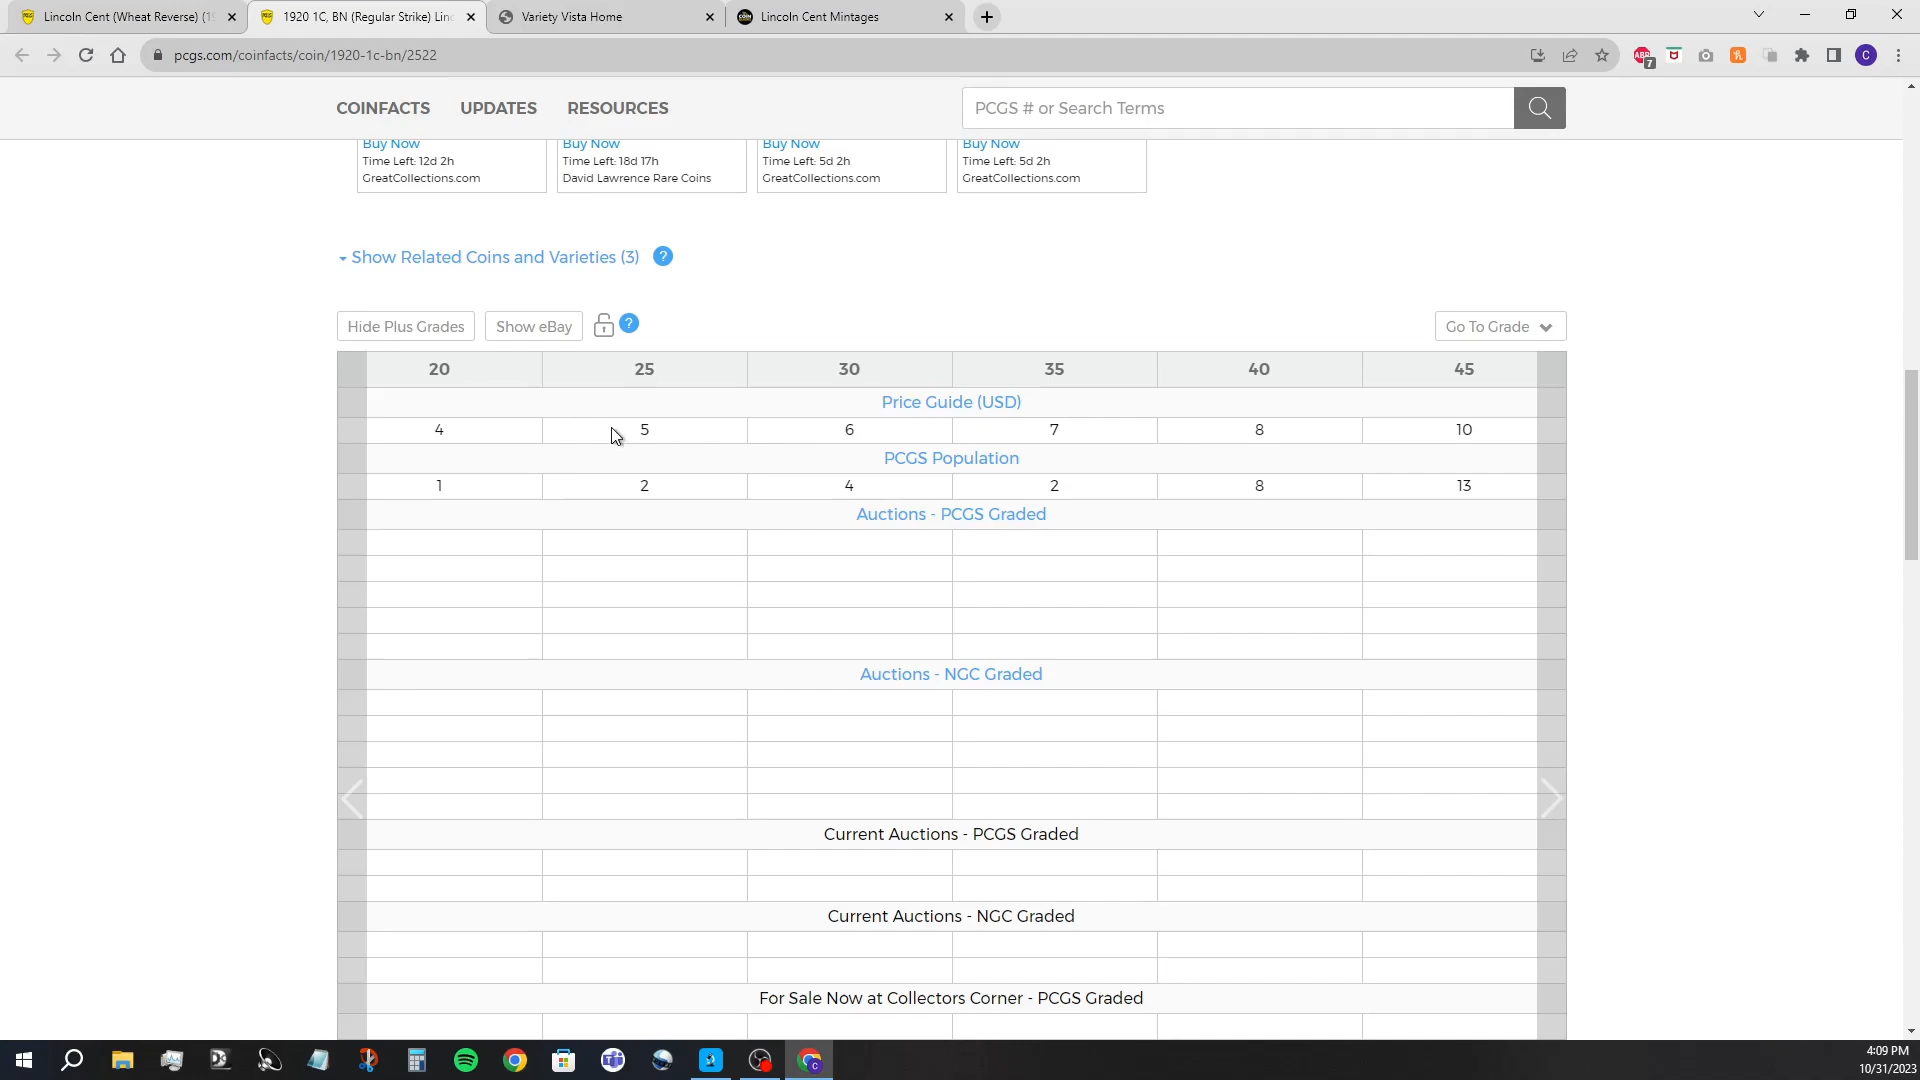 Lincoln Cent (Wheat Reverse) (1
1920 1C, BN (Regular Strike) Linc
Variety Vista Home
Lincoln Cent Mintages
pcgs.com/coinfacts/coin/1920-1c-bn/2522
ABP
7
C
COINFACTS
UPDATES
RESOURCES
PCGS # or Search Terms
Buy Now Buy Now Buy Now Buy Now
Time Left: 12d 2h Time Left: 18d 17h Time Left: 5d 2h Time Left: 5d 2h
GreatCollections.com David Lawrence Rare Coins GreatCollections.com GreatCollections.com
Show Related Coins and Varieties (3) ?
Hide Plus Grades Show eBay ? Go To Grade
20 25 30 35 40 45
Price Guide (USD)
4 5 6 7 8 10
PCGS Population
1 2 4 2 8 13
Auctions - PCGS Graded
Auctions - NGC Graded
Current Auctions - PCGS Graded
Current Auctions - NGC Graded
For Sale Now at Collectors Corner - PCGS Graded
4:09 PM
10/31/2023